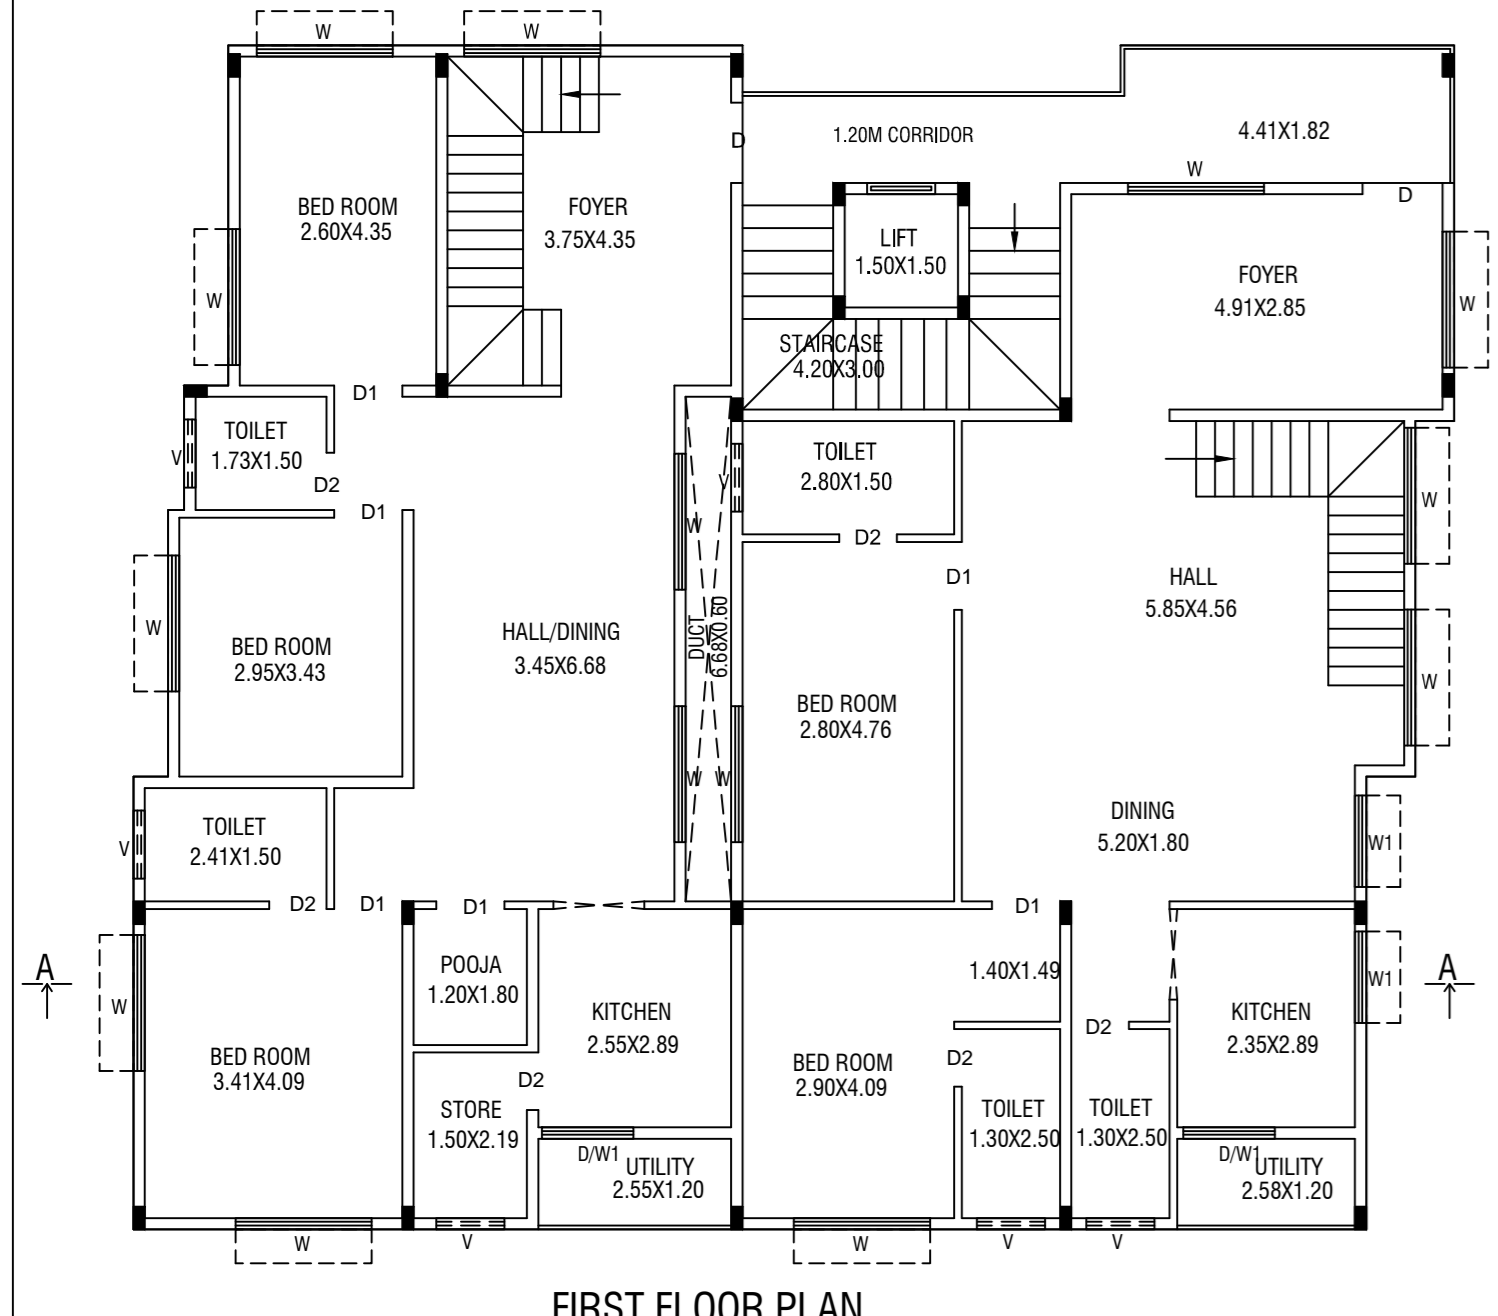 W
W
1.20M CORRIDOR
4.41X1.82
D
W
D
BED ROOM
2.60X4.35
FOYER
3.75X4.35
LIFT
1.50X1.50
FOYER
4.91X2.85
W
W
STAIRCASE
4.20X3.00
D1
TOILET
1.73X1.50
V
D2
D1
TOILET
2.80X1.50
V
D2
W
W
D1
HALL
5.85X4.56
BED ROOM
2.95X3.43
W
HALL/DINING
3.45X6.68
DUCT
6.68X0.60
BED ROOM
2.80X4.76
W
W
W
TOILET
2.41X1.50
V
DINING
5.20X1.80
W1
D2
D1
D1
D1
A
W
POOJA
1.20X1.80
1.40X1.49
W1
A
KITCHEN
2.55X2.89
KITCHEN
2.35X2.89
D2
BED ROOM
3.41X4.09
D2
BED ROOM
2.90X4.09
D2
STORE
1.50X2.19
TOILET
1.30X2.50
TOILET
1.30X2.50
D/W1
UTILITY
2.55X1.20
D/W1
UTILITY
2.58X1.20
W
V
W
V
V
FIRST FLOOR PLAN